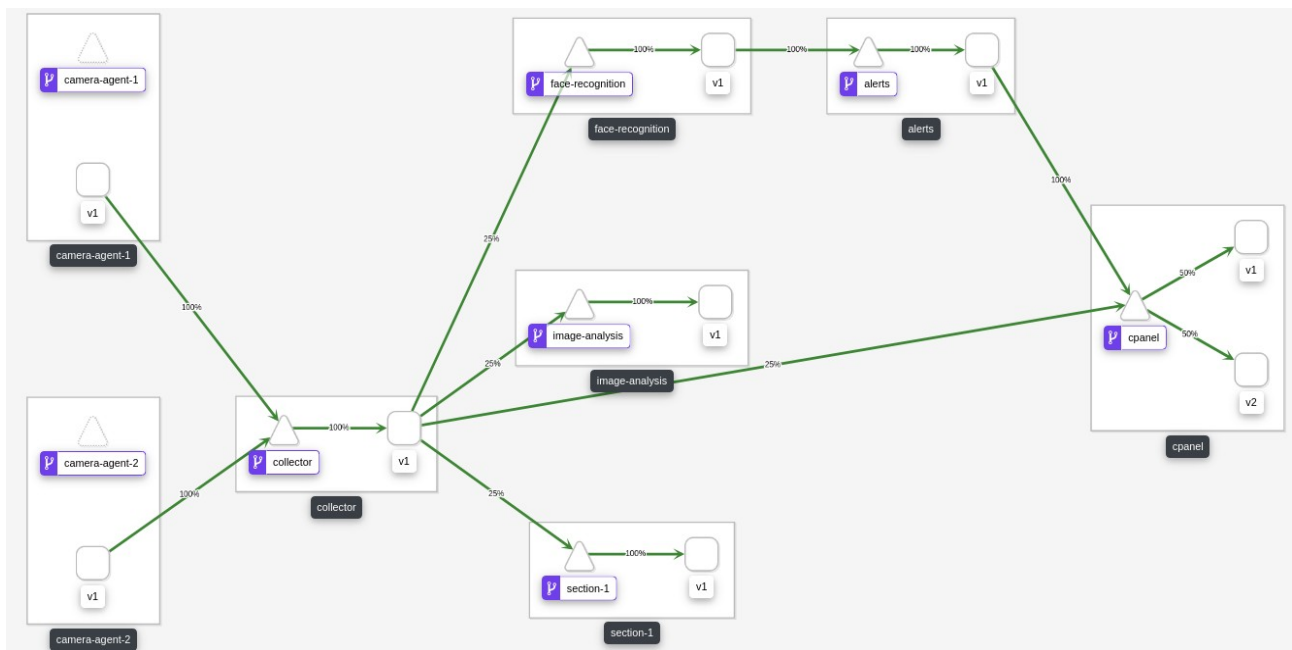 camera-agent-1
v1
camera-agent-1
100%
camera-agent-2
v1
camera-agent-2
100%
collector
100%
v1
collector
25%
25%
25%
25%
face-recognition
100%
v1
face-recognition
100%
alerts
100%
v1
alerts
100%
image-analysis
100%
v1
image-analysis
section-1
100%
v1
section-1
cpanel
50%
v1
50%
v2
cpanel